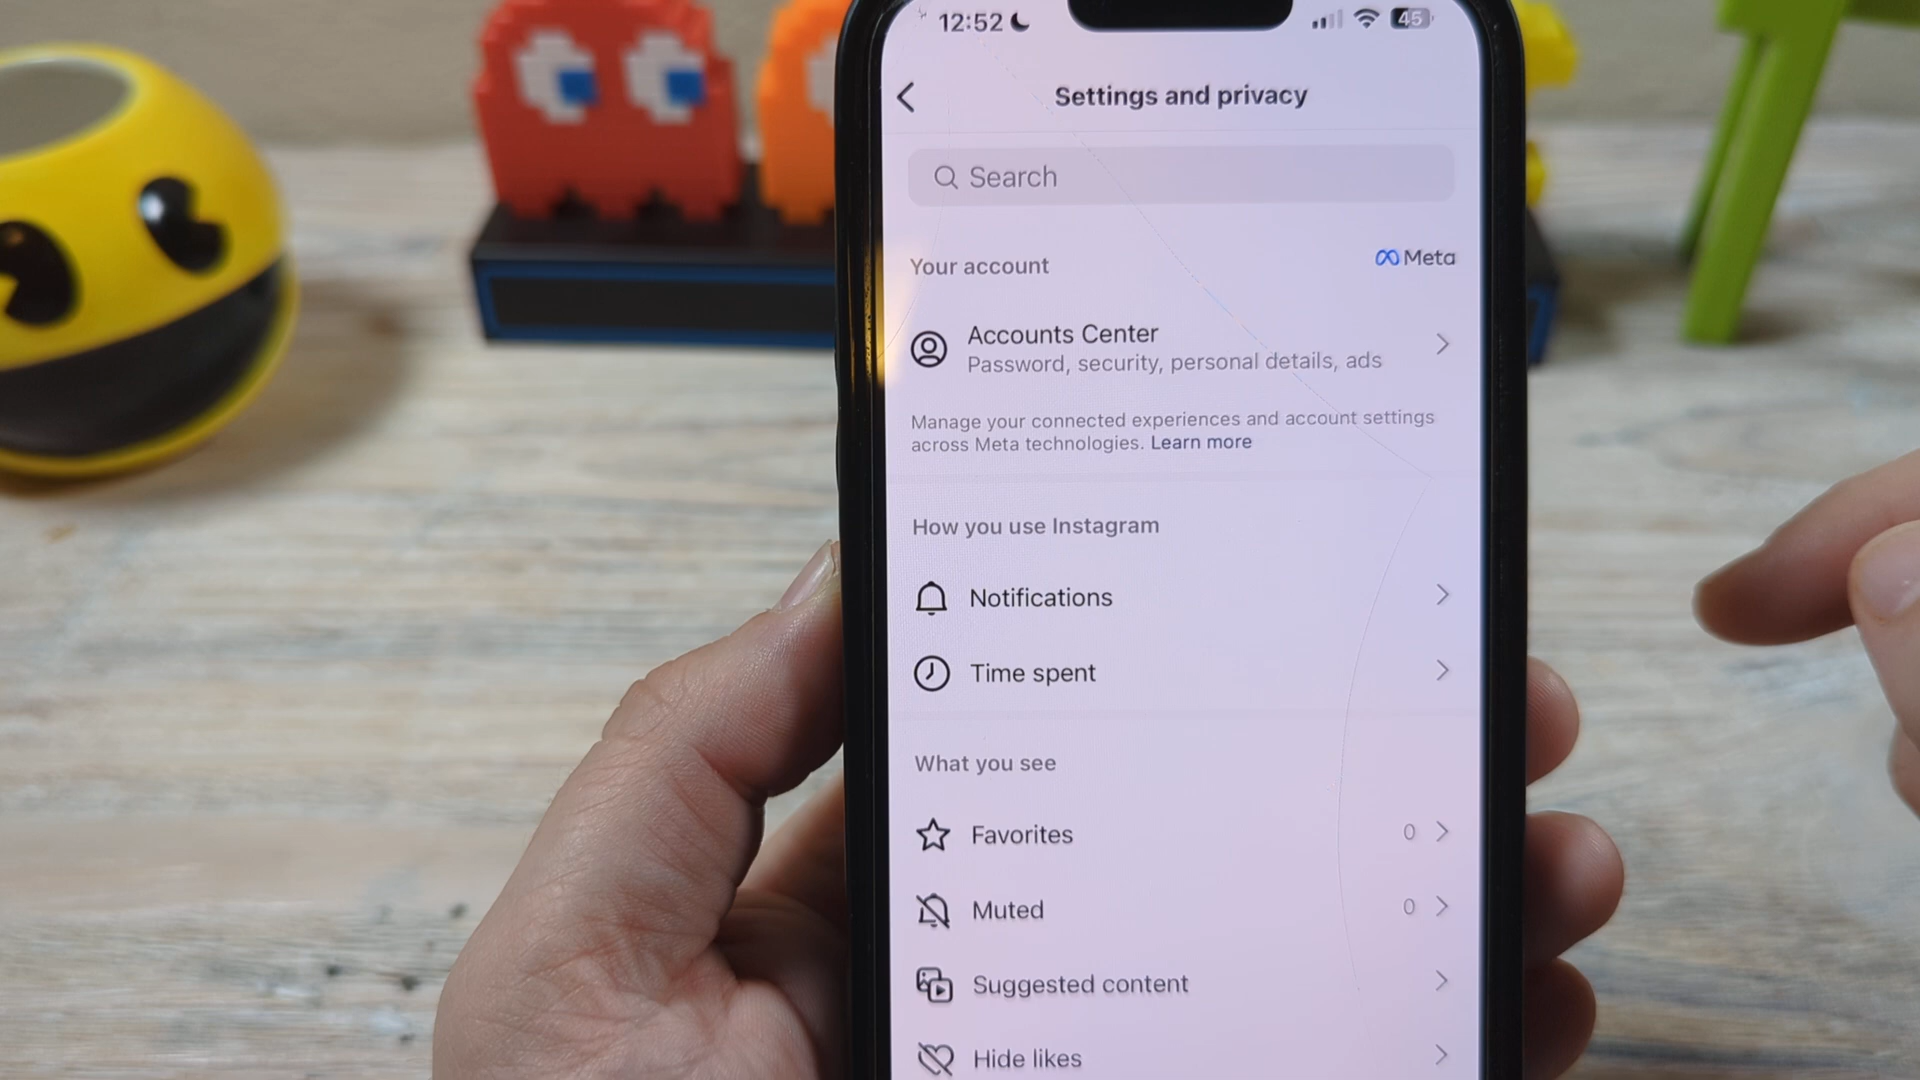 12:52
45
Settings and privacy
Search
Your account
Meta
Accounts Center
Password, security, personal details, ads
Manage your connected experiences and account settings
across Meta technologies. Learn more
How you use Instagram
Notifications
Time spent
What you see
Favorites 0
Muted 0
Suggested content
Hide likes